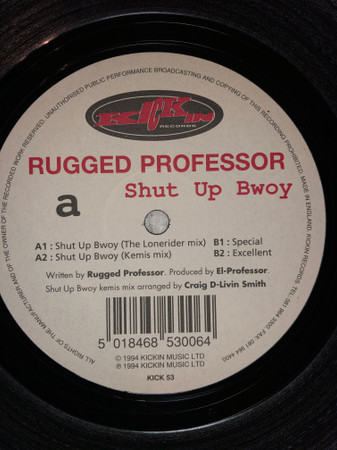 ALL RIGHTS OF THE MANUFACTURER AND OF THE OWNER OF THE RECORDED WORK RESERVED. UNAUTHORISED PUBLIC PERFORMANCE BROADCASTING AND COPYING OF THIS RECORDING PROHIBITED. MADE IN ENGLAND. KICKIN RECORDS: TEL. 081 964 3300 FAX. 081 964 4400
KICKIN
RECORDS
RUGGED PROFESSOR
a Shut Up Bwoy
A1 : Shut Up Bwoy (The Lonerider mix) B1 : Special
A2 : Shut Up Bwoy (Kemis mix) B2 : Excellent
Written by Rugged Professor. Produced by El-Professor.
Shut Up Bwoy kemis mix arranged by Craig D-Livin Smith
5 018468 530064
© 1994 KICKIN MUSIC LTD
℗ 1994 KICKIN MUSIC LTD
KICK 53